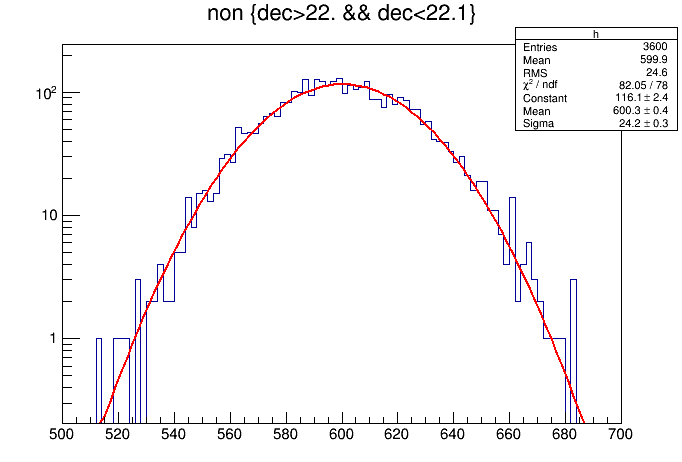 non {dec>22. && dec<22.1}
h
Entries 3600
Mean 599.9
RMS 24.6
χ² / ndf 82.05 / 78
Constant 116.1 ± 2.4
Mean 600.3 ± 0.4
Sigma 24.2 ± 0.3
10²
10
1
500 520 540 560 580 600 620 640 660 680 700